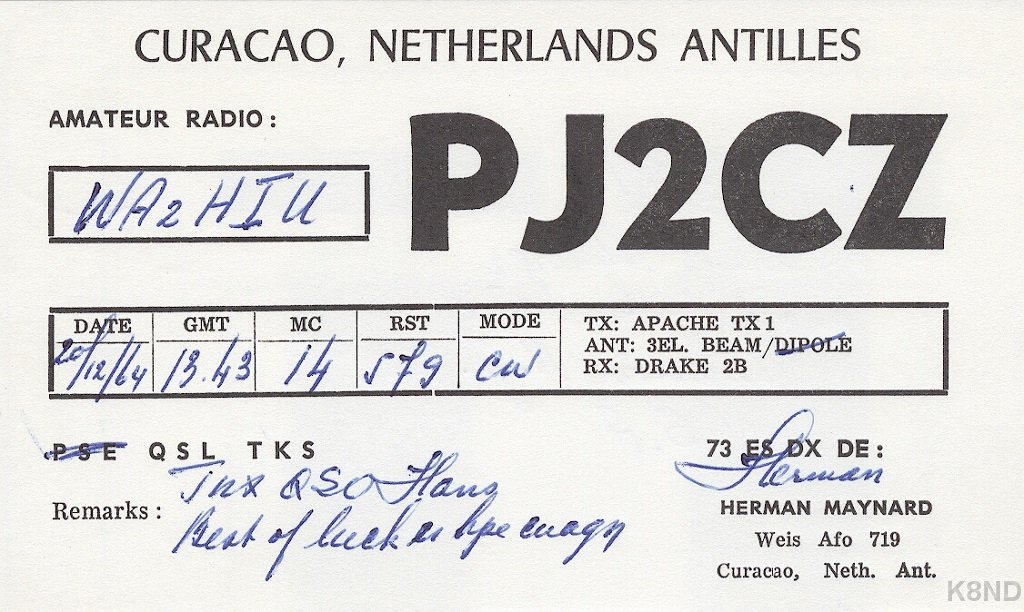 CURACAO, NETHERLANDS ANTILLES
AMATEUR RADIO:
PJ2CZ
WA2HIU
DATE GMT MC RST MODE
20/12/64 13.43 14 579 CW
TX: APACHE TX1
ANT: 3EL. BEAM/DIPOLE
RX: DRAKE 2B
PSE QSL TKS
73 ES DX DE:
Herman
Remarks: Tnx QSO Hans
Best of luck es hpe cuagn
HERMAN MAYNARD
Weis Afo 719
Curacao, Neth. Ant.
K8ND